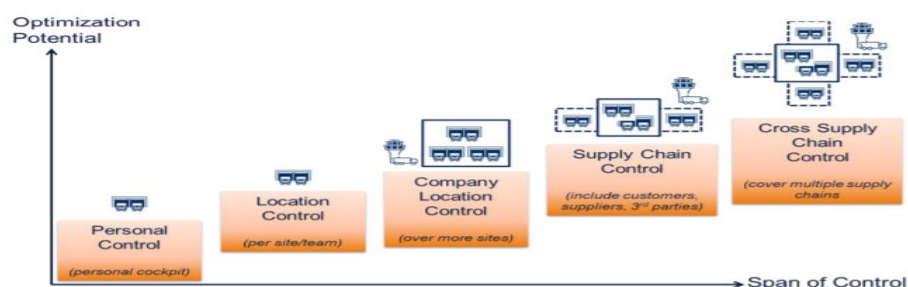 Optimization
Potential
Personal
Control
(personal cockpit)
Location
Control
(per site/team)
Company
Location
Control
(over more sites)
Supply Chain
Control
(include customers,
suppliers, 3rd parties)
Cross Supply
Chain
Control
(cover multiple supply
chains
Span of Control